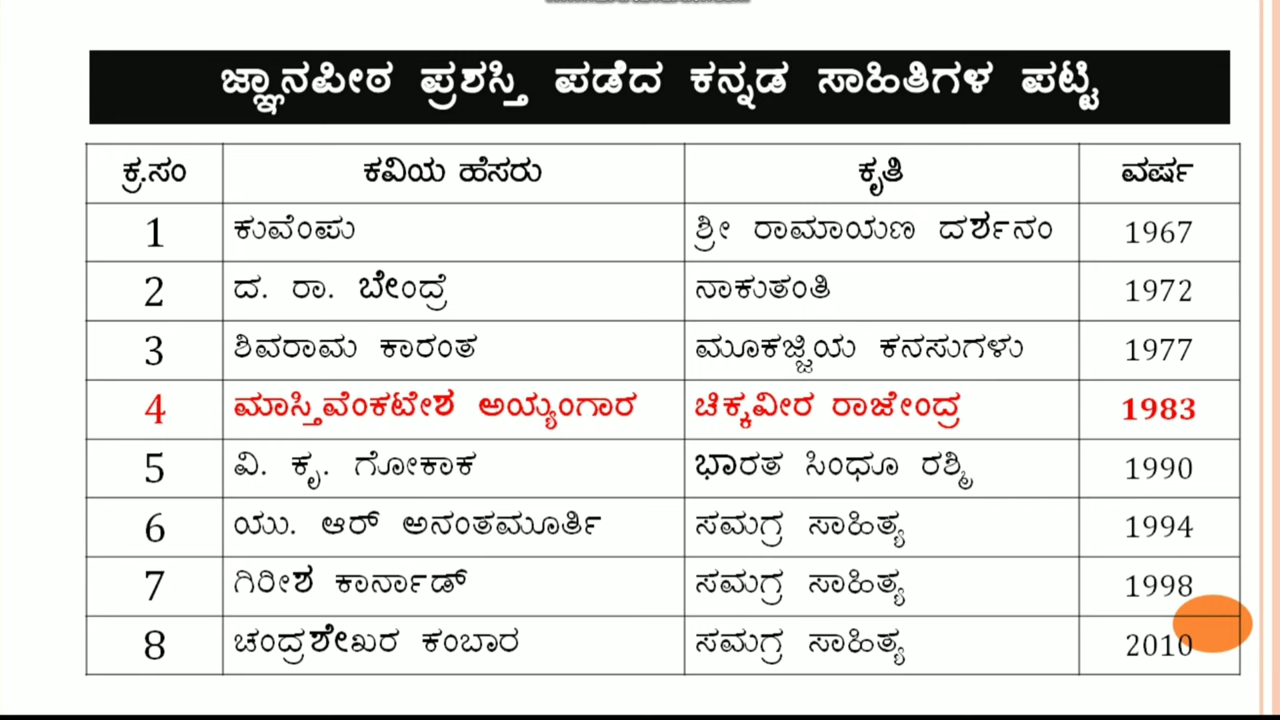 ಜ್ಞಾನಪೀಠ ಪ್ರಶಸ್ತಿ ಪಡೆದ ಕನ್ನಡ ಸಾಹಿತಿಗಳ ಪಟ್ಟಿ
ಕ್ರ.ಸಂ ಕವಿಯ ಹೆಸರು ಕೃತಿ ವರ್ಷ
1 ಕುವೆಂಪು ಶ್ರೀ ರಾಮಾಯಣ ದರ್ಶನಂ 1967
2 ದ. ರಾ. ಬೇಂದ್ರೆ ನಾಕುತಂತಿ 1972
3 ಶಿವರಾಮ ಕಾರಂತ ಮೂಕಜ್ಜಿಯ ಕನಸುಗಳು 1977
4 ಮಾಸ್ತಿವೆಂಕಟೇಶ ಅಯ್ಯಂಗಾರ ಚಿಕ್ಕವೀರ ರಾಜೇಂದ್ರ 1983
5 ವಿ. ಕೃ. ಗೋಕಾಕ ಭಾರತ ಸಿಂಧೂ ರಶ್ಮಿ 1990
6 ಯು. ಆರ್ ಅನಂತಮೂರ್ತಿ ಸಮಗ್ರ ಸಾಹಿತ್ಯ 1994
7 ಗಿರೀಶ ಕಾರ್ನಾಡ್ ಸಮಗ್ರ ಸಾಹಿತ್ಯ 1998
8 ಚಂದ್ರಶೇಖರ ಕಂಬಾರ ಸಮಗ್ರ ಸಾಹಿತ್ಯ 2010